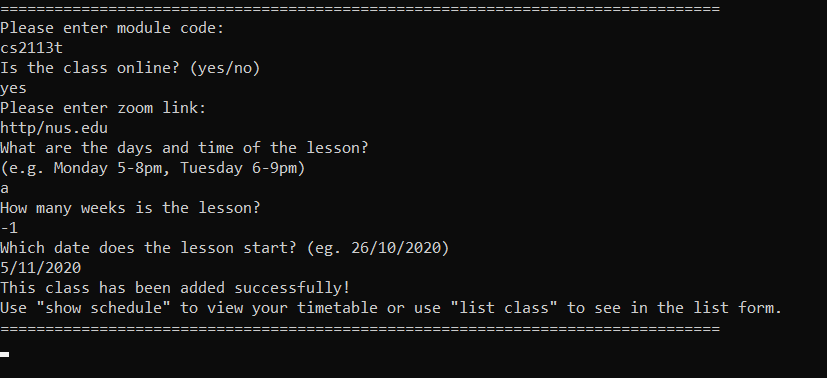 ================================================================================
Please enter module code:
cs2113t
Is the class online? (yes/no)
yes
Please enter zoom link:
http/nus.edu
What are the days and time of the lesson?
(e.g. Monday 5-8pm, Tuesday 6-9pm)
a
How many weeks is the lesson?
-1
Which date does the lesson start? (eg. 26/10/2020)
5/11/2020
This class has been added successfully!
Use "show schedule" to view your timetable or use "list class" to see in the list form.
================================================================================